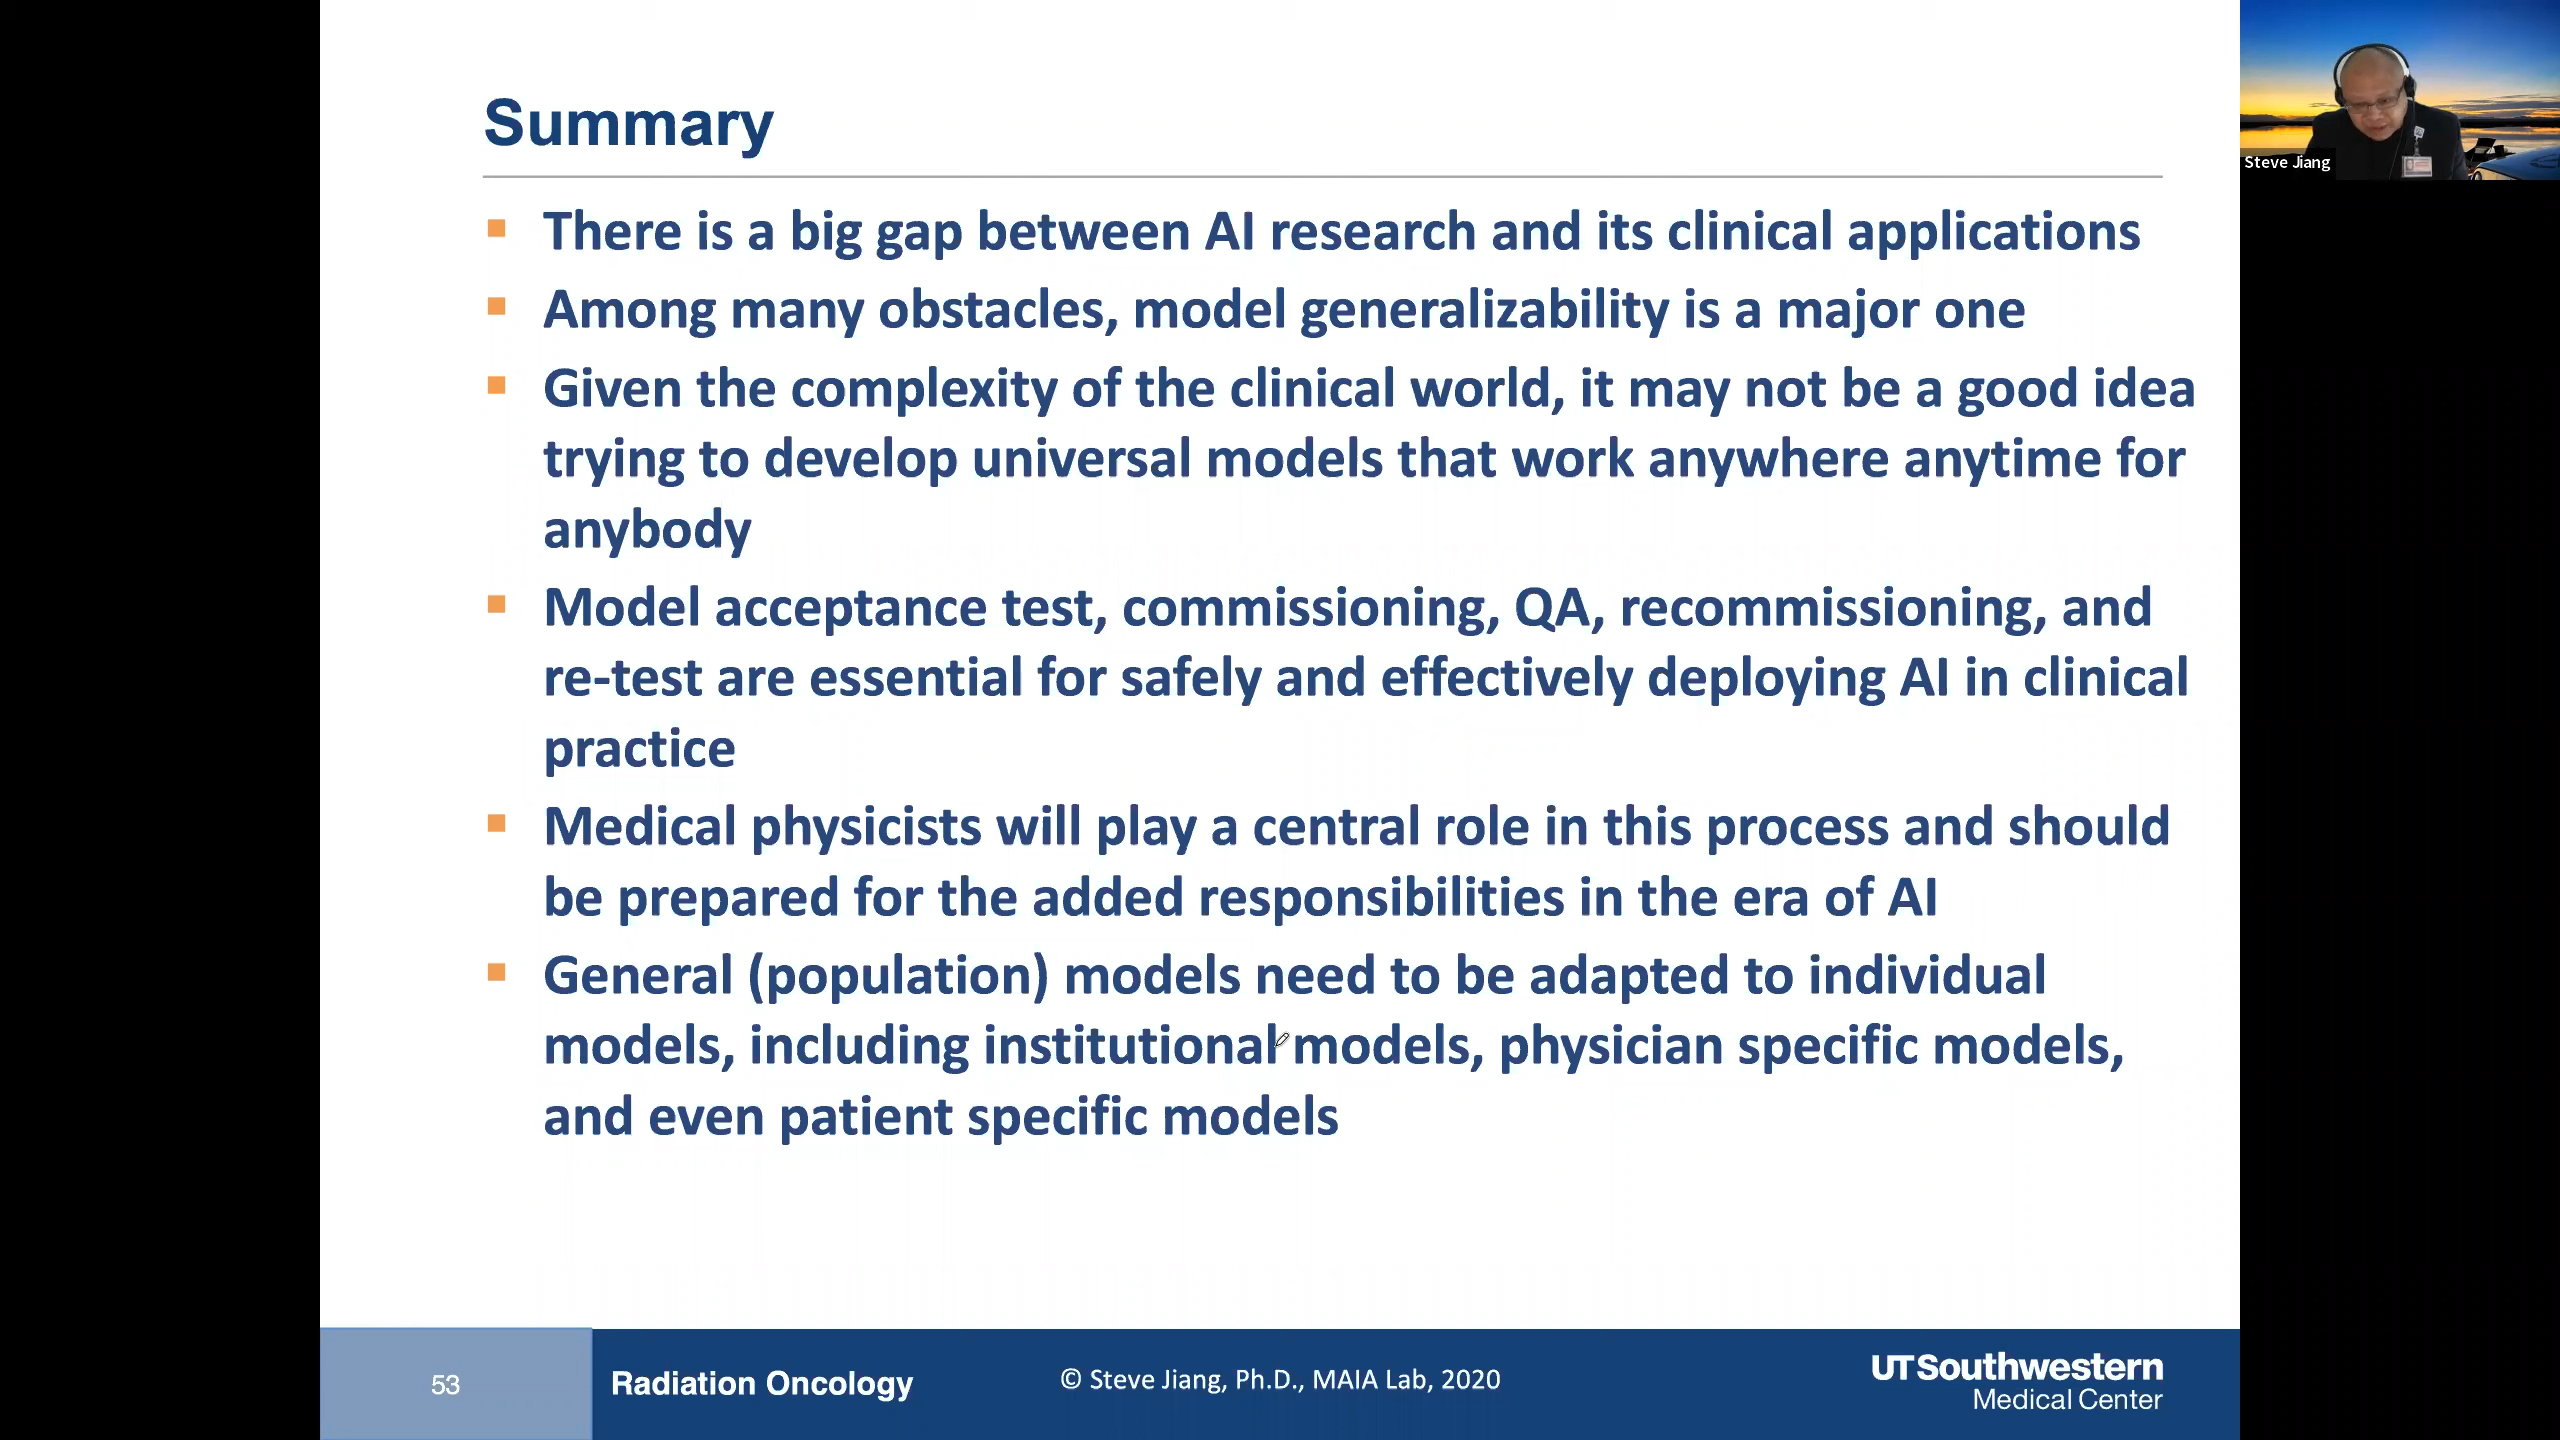 Summary
Steve Jiang
There is a big gap between AI research and its clinical applications
Among many obstacles, model generalizability is a major one
Given the complexity of the clinical world, it may not be a good idea
trying to develop universal models that work anywhere anytime for
anybody
Model acceptance test, commissioning, QA, recommissioning, and
re-test are essential for safely and effectively deploying AI in clinical
practice
Medical physicists will play a central role in this process and should
be prepared for the added responsibilities in the era of AI
General (population) models need to be adapted to individual
models, including institutional models, physician specific models,
and even patient specific models
53
Radiation Oncology
© Steve Jiang, Ph.D., MAIA Lab, 2020
UT Southwestern
Medical Center